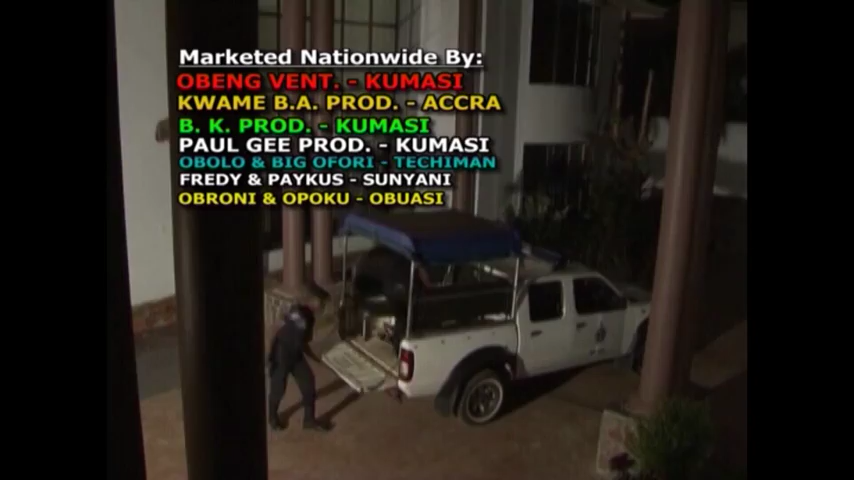 Marketed Nationwide By:
OBENG VENT. - KUMASI
KWAME B.A. PROD. - ACCRA
B. K. PROD. - KUMASI
PAUL GEE PROD. - KUMASI
OBOLO & BIG OFORI - TECHIMAN
FREDY & PAYKUS - SUNYANI
OBRONI & OPOKU - OBUASI